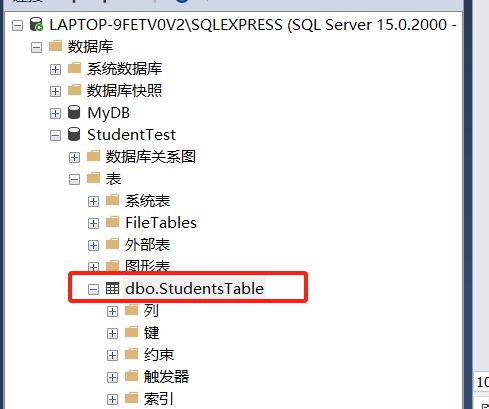 LAPTOP-9FETV0V2\SQLEXPRESS (SQL Server 15.0.2000 -
数据库
系统数据库
数据库快照
MyDB
StudentTest
数据库关系图
表
系统表
FileTables
外部表
图形表
dbo.StudentsTable
列
键
约束
触发器
索引
10